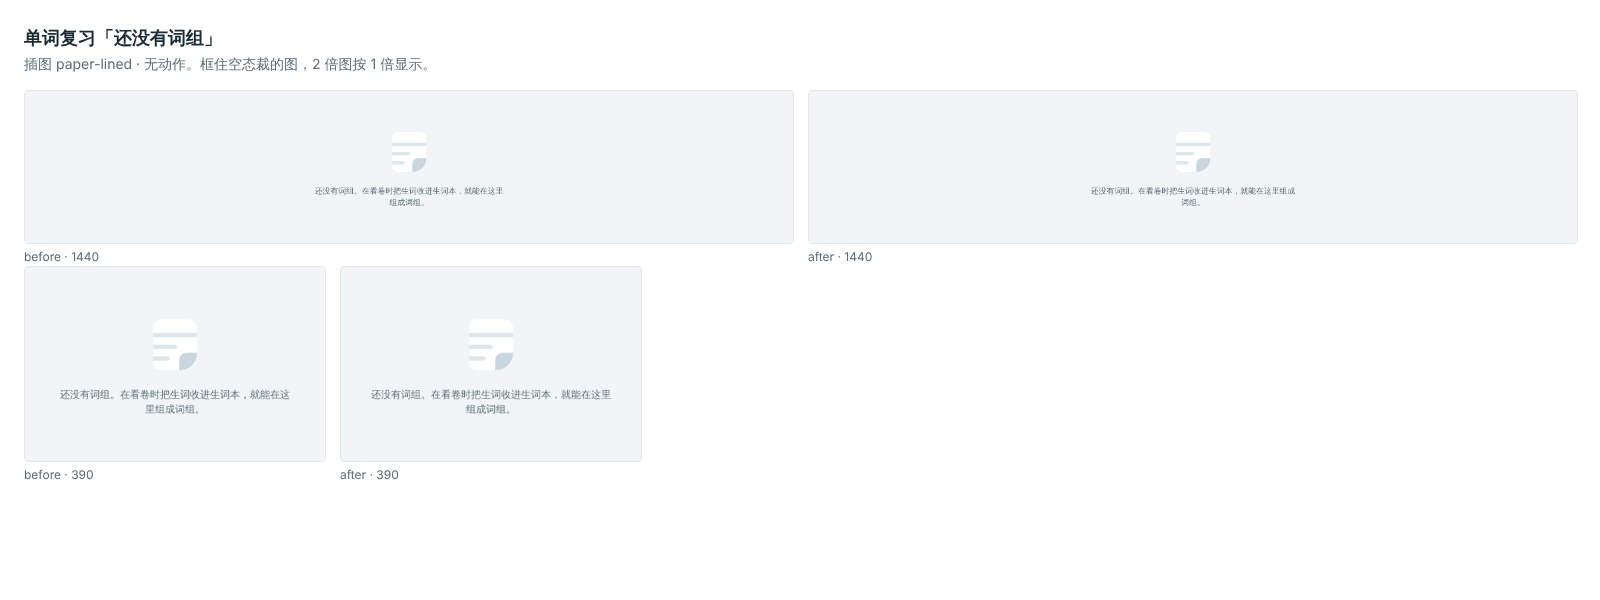 单词复习「还没有词组」
插图 paper-lined · 无动作。框住空态裁的图，2 倍图按 1 倍显示。
还没有词组。在看卷时把生词收进生词本，就能在这里
组成词组。
before · 1440
还没有词组。在看卷时把生词收进生词本，就能在这里组成
词组。
after · 1440
还没有词组。在看卷时把生词收进生词本，就能在这
里组成词组。
before · 390
还没有词组。在看卷时把生词收进生词本，就能在这里
组成词组。
after · 390